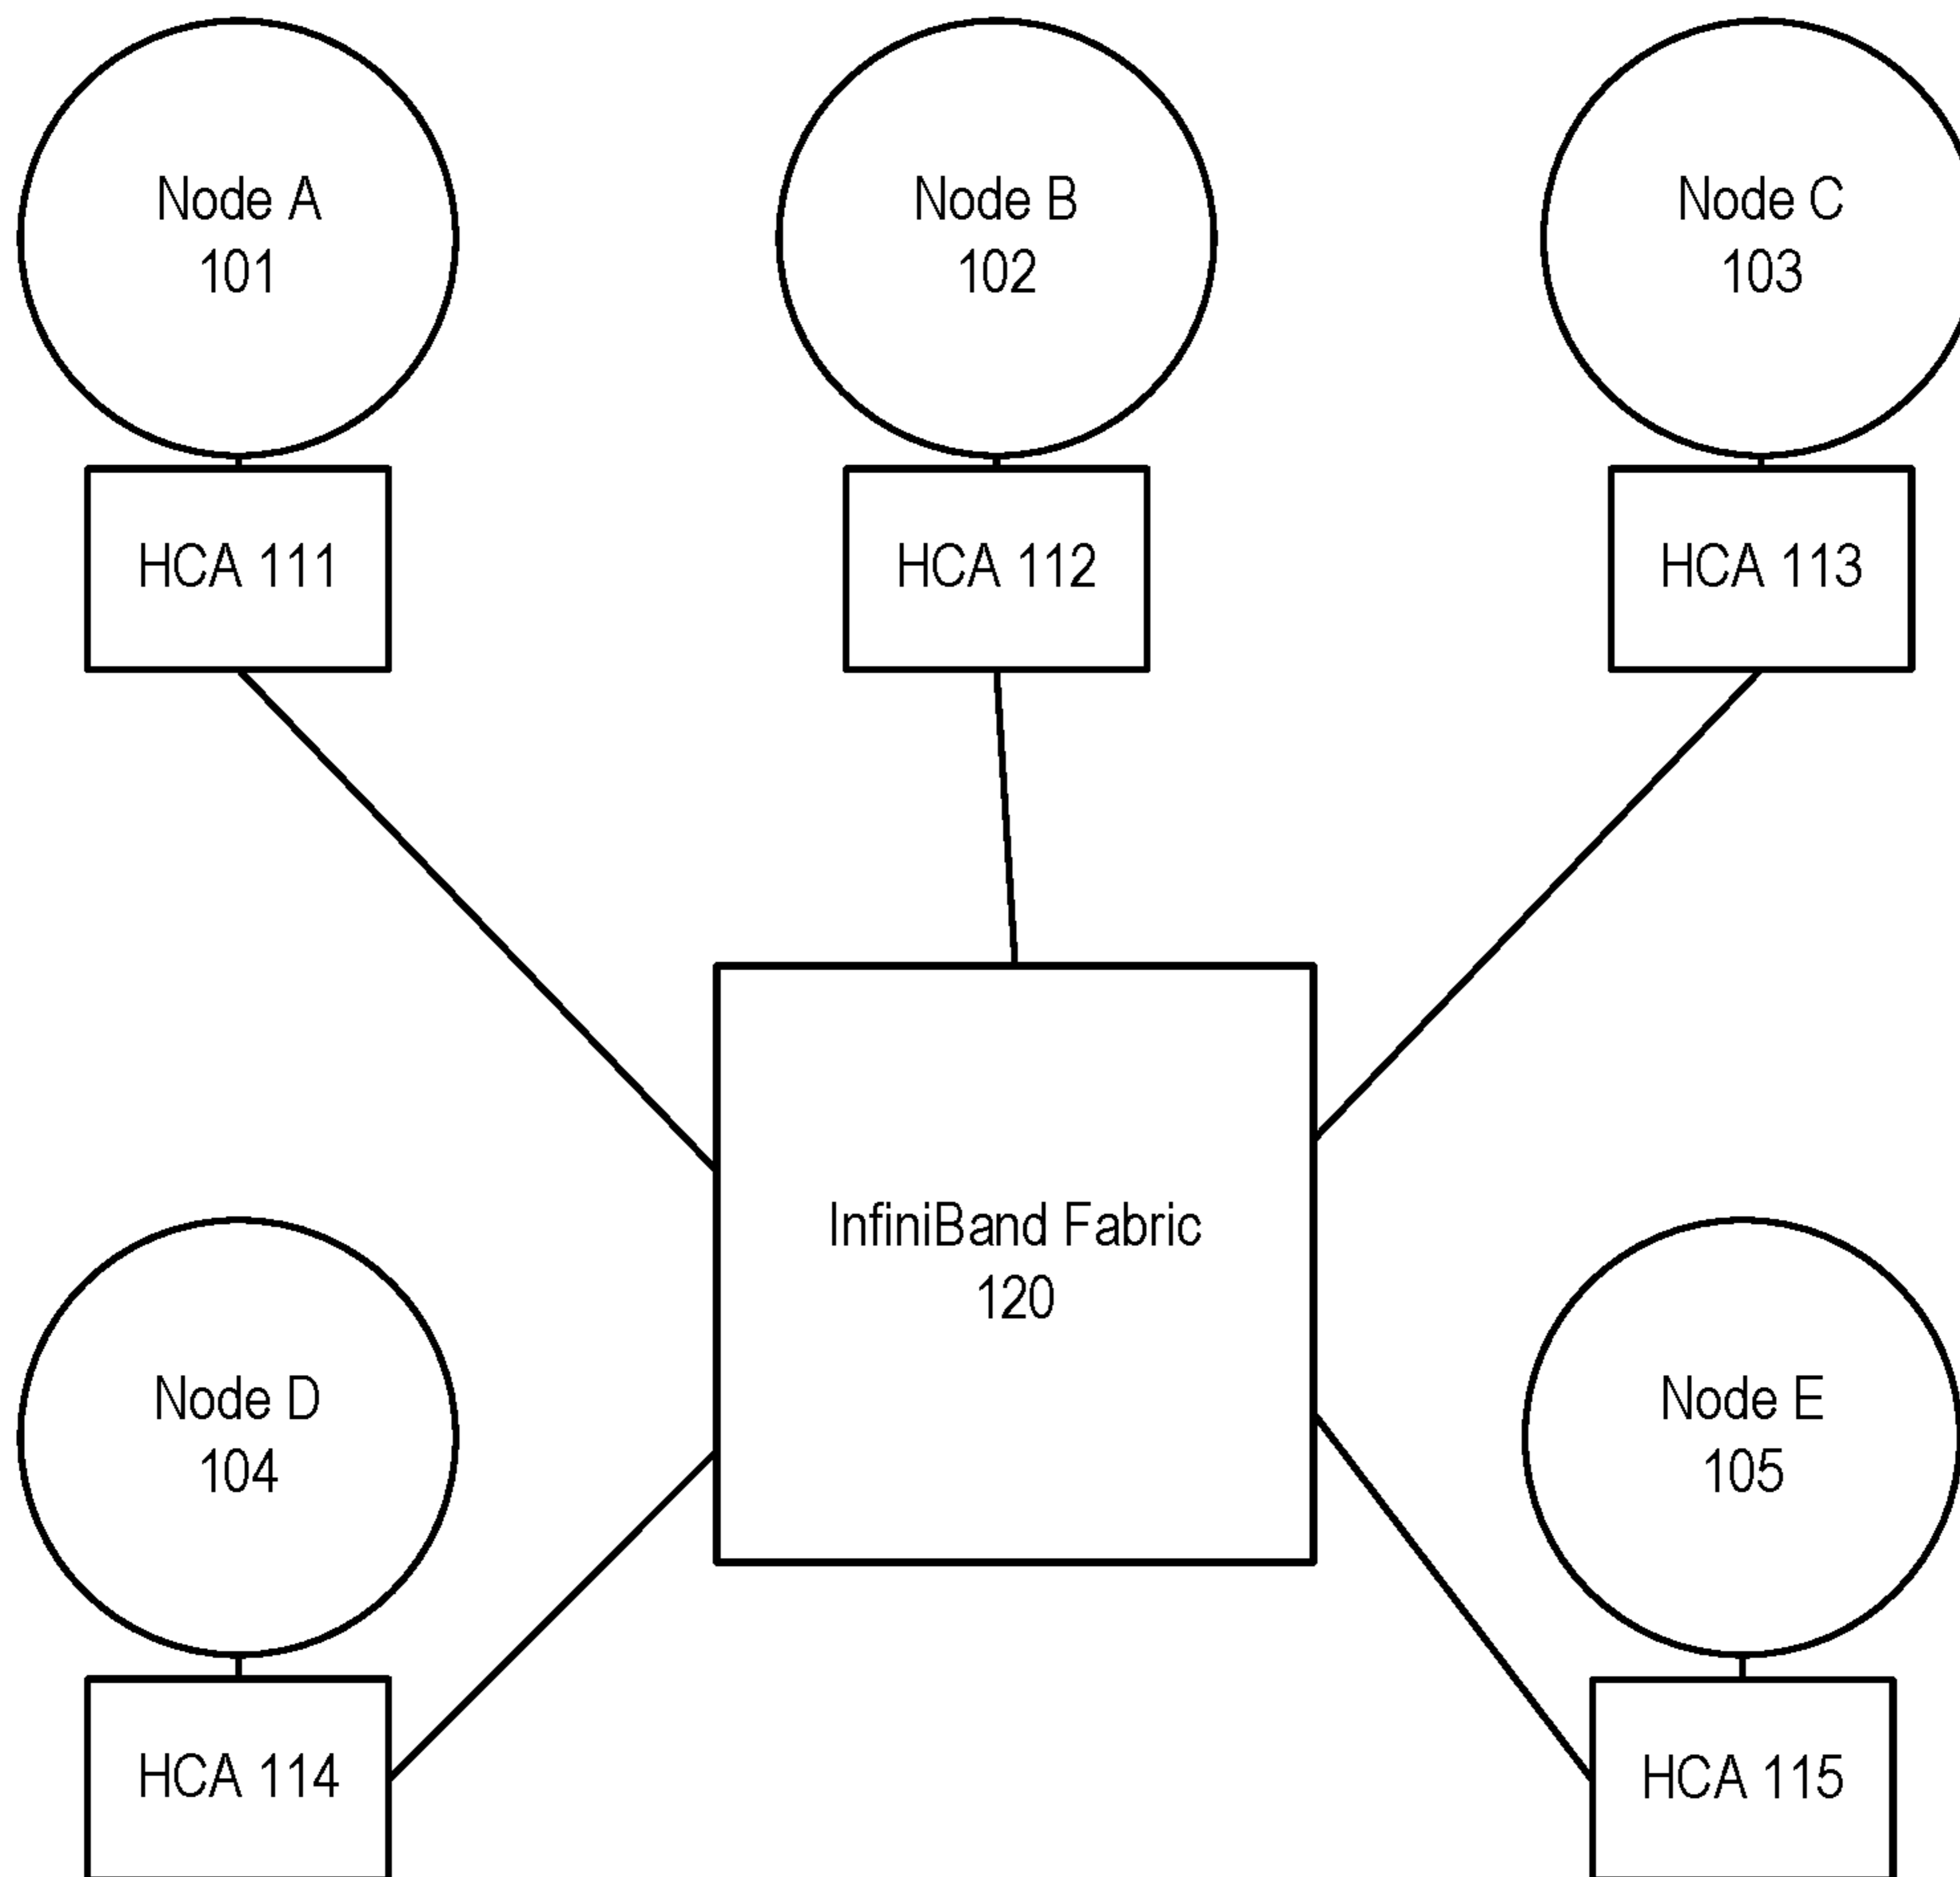 Node A
101
Node B
102
Node C
103
HCA 111
HCA 112
HCA 113
InfiniBand Fabric
120
Node D
104
Node E
105
HCA 114
HCA 115